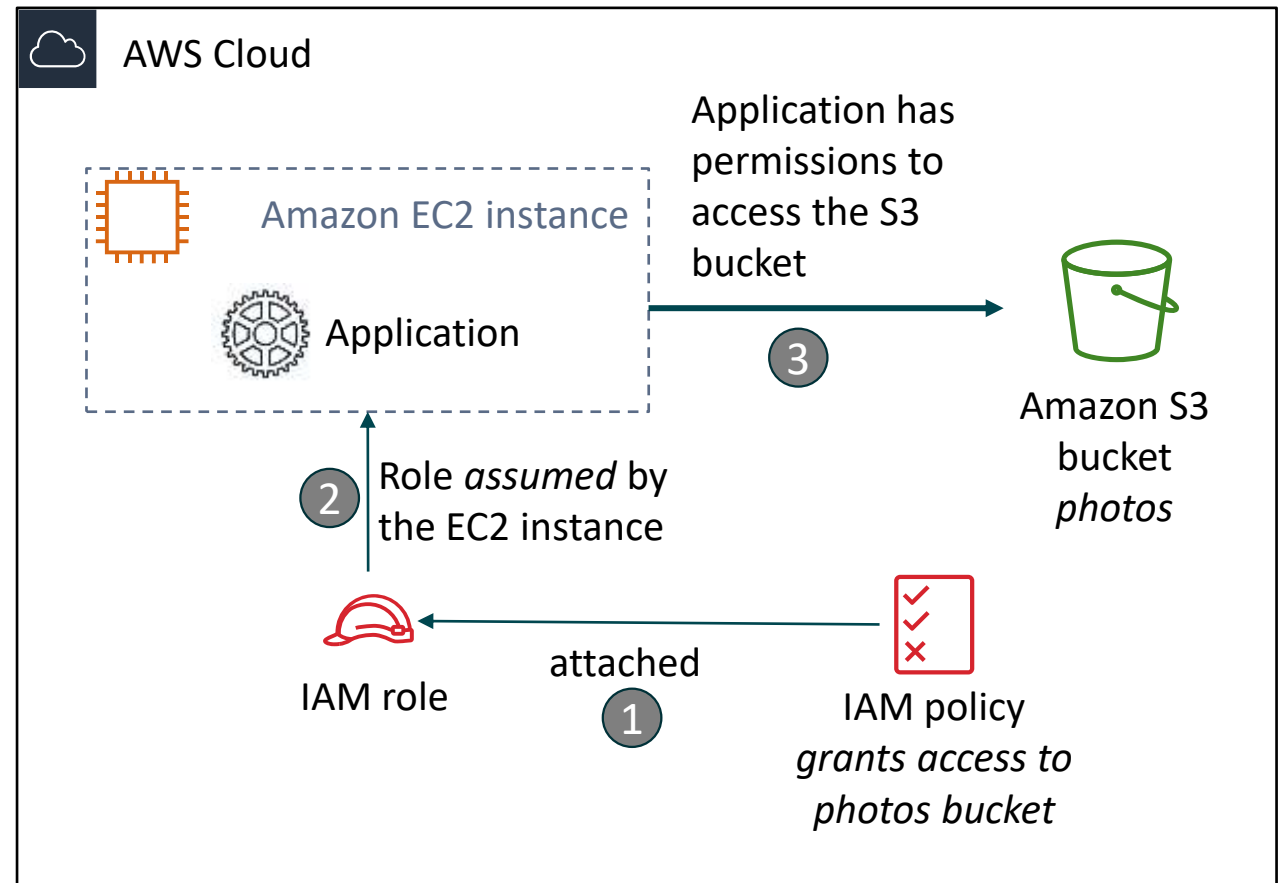 AWS Cloud
Application has
permissions to
access the S3
bucket
Amazon EC2 instance
Application
3
Amazon S3
bucket
photos
2
Role assumed by
the EC2 instance
IAM role
attached
1
IAM policy
grants access to
photos bucket